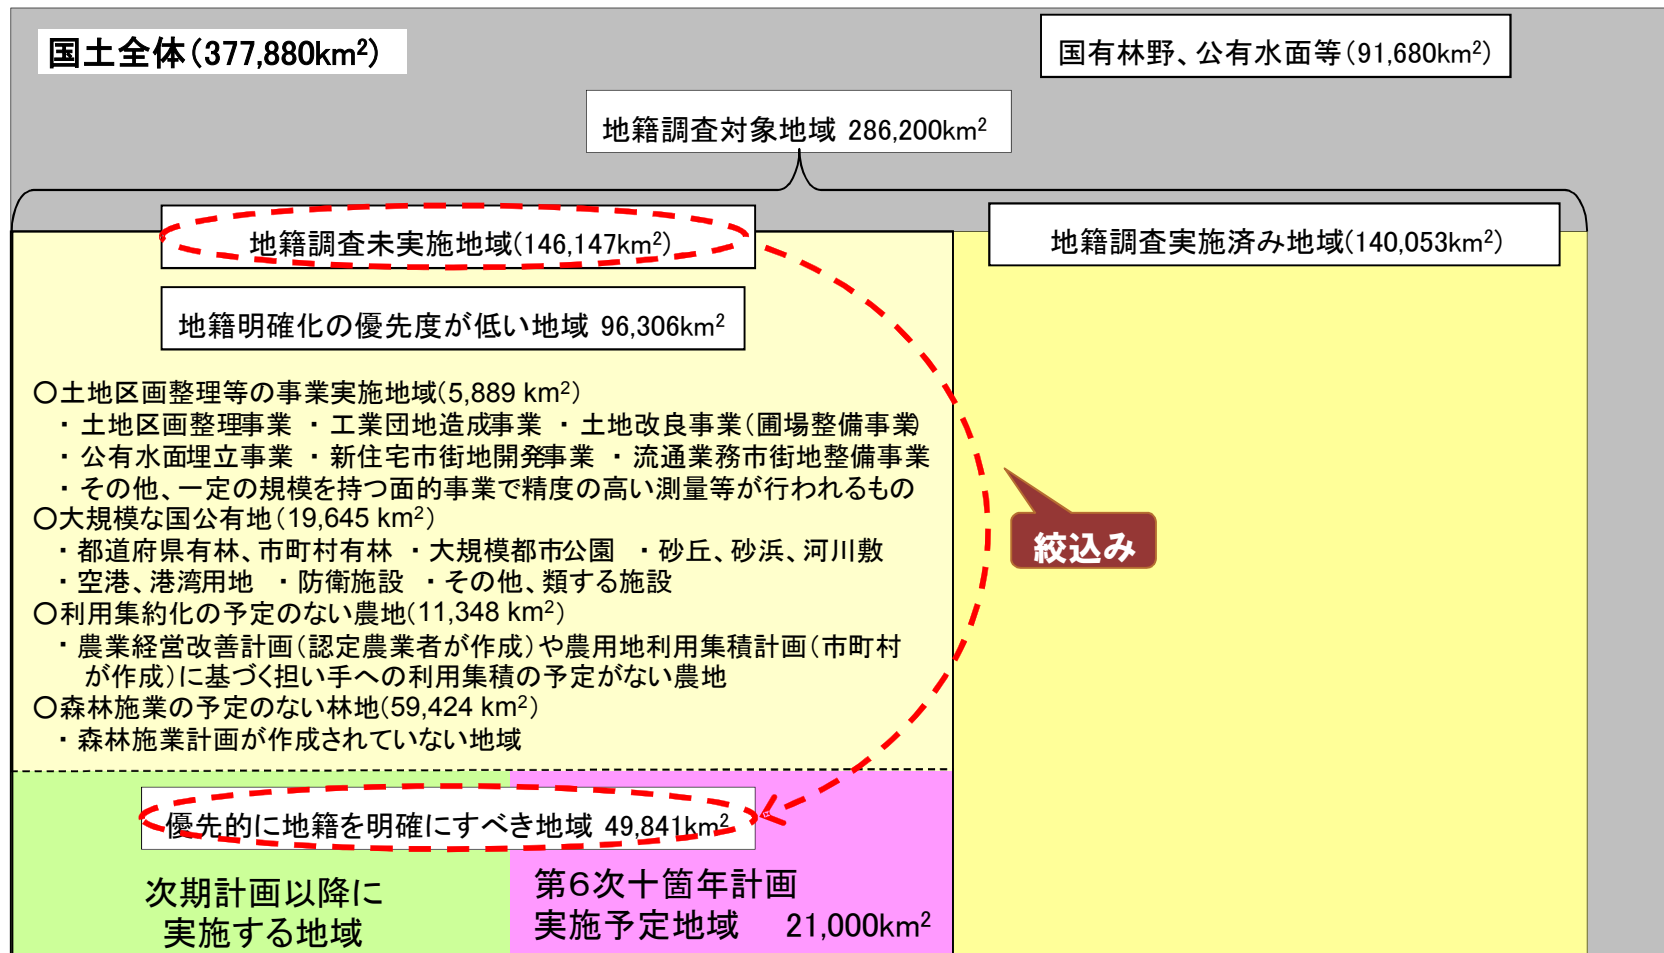 国土全体(377,880km²)
国有林野、公有水面等(91,680km²)
地籍調査対象地域 286,200km²
地籍調査未実施地域(146,147km²)
地籍調査実施済み地域(140,053km²)
地籍明確化の優先度が低い地域 96,306km²
○土地区画整理等の事業実施地域(5,889 km²)
・土地区画整理事業 ・工業団地造成事業 ・土地改良事業(圃場整備事業)
・公有水面埋立事業 ・新住宅市街地開発事業 ・流通業務市街地整備事業
・その他、一定の規模を持つ面的事業で精度の高い測量等が行われるもの
○大規模な国公有地(19,645 km²)
・都道府県有林、市町村有林 ・大規模都市公園 ・砂丘、砂浜、河川敷
・空港、港湾用地 ・防衛施設 ・その他、類する施設
○利用集約化の予定のない農地(11,348 km²)
・農業経営改善計画(認定農業者が作成)や農用地利用集積計画(市町村
が作成)に基づく担い手への利用集積の予定がない農地
○森林施業の予定のない林地(59,424 km²)
・森林施業計画が作成されていない地域
絞込み
優先的に地籍を明確にすべき地域 49,841km²
次期計画以降に
実施する地域
第6次十箇年計画
実施予定地域 21,000km²